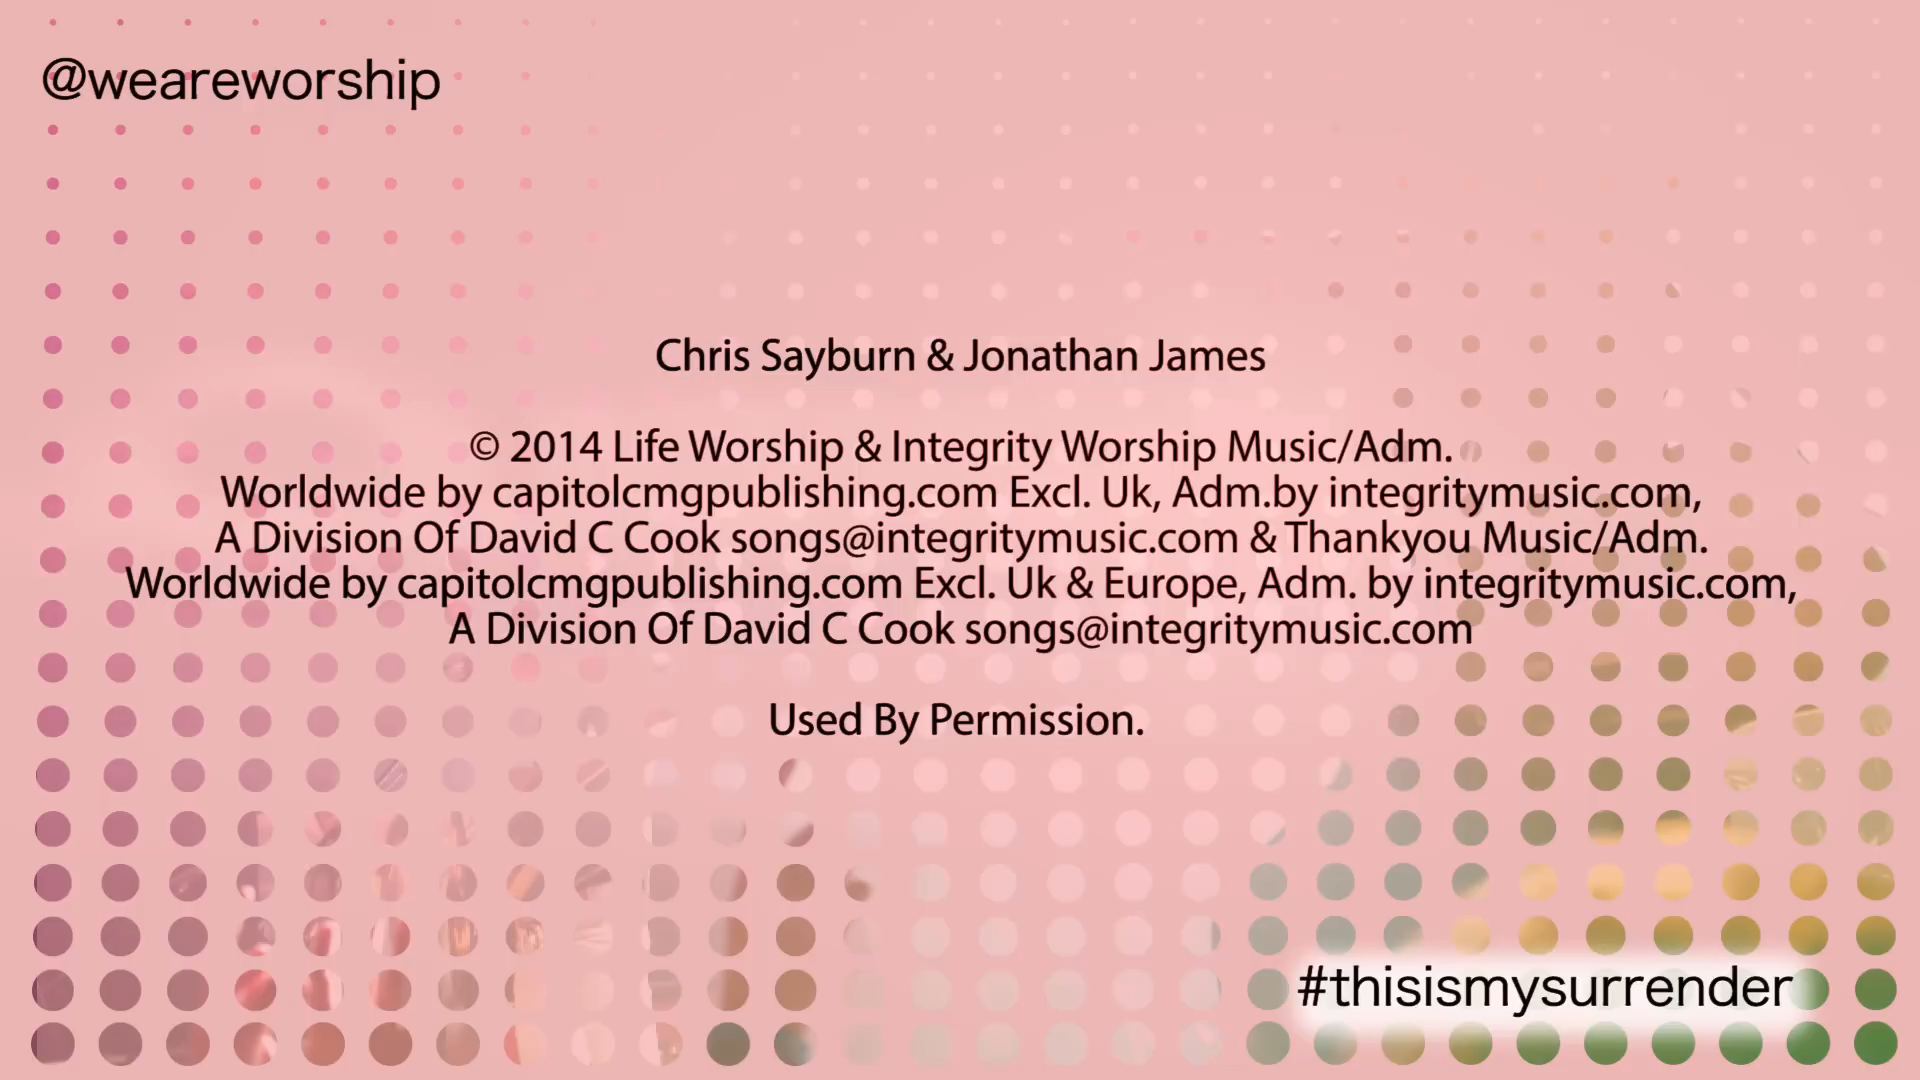 @weareworship
Chris Sayburn & Jonathan James
© 2014 Life Worship & Integrity Worship Music/Adm.
Worldwide by capitolcmgpublishing.com Excl. Uk, Adm.by integritymusic.com,
A Division Of David C Cook songs@integritymusic.com & Thankyou Music/Adm.
Worldwide by capitolcmgpublishing.com Excl. Uk & Europe, Adm. by integritymusic.com,
A Division Of David C Cook songs@integritymusic.com
Used By Permission.
#thisismysurrender